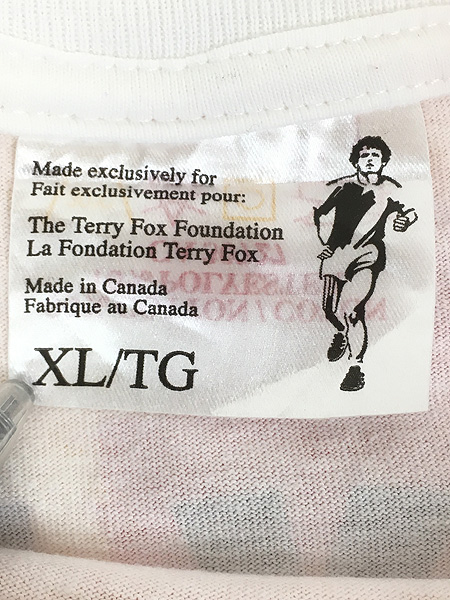 Made exclusively for
Fait exclusivement pour:
The Terry Fox Foundation
La Fondation Terry Fox
Made in Canada
Fabrique au Canada
XL/TG